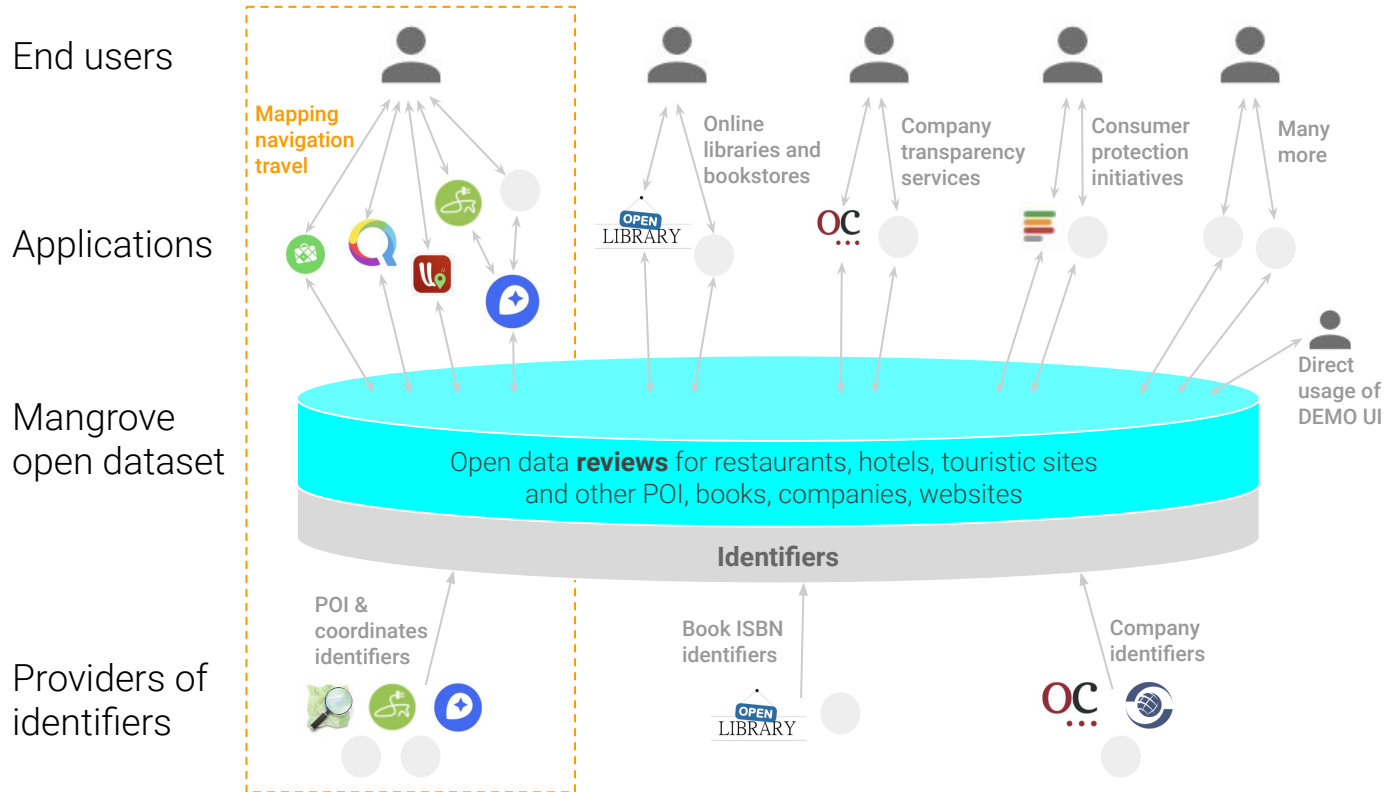 End users
Mapping
navigation
travel
Online
libraries and
bookstores
Company
transparency
services
Consumer
protection
initiatives
Many
more
Applications
OPEN
LIBRARY
oc
Direct
usage of
DEMO UI
Mangrove
open dataset
Open data reviews for restaurants, hotels, touristic sites
and other POI, books, companies, websites
Identifiers
POI &
coordinates
identifiers
Book ISBN
identifiers
Company
identifiers
Providers of
identifiers
OPEN
LIBRARY
oc